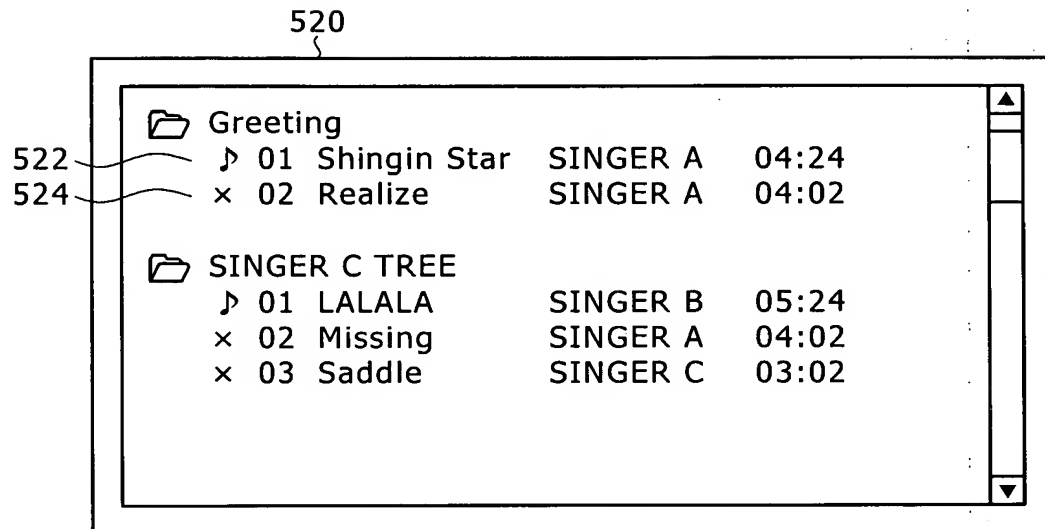 520
Greeting
522 ♪ 01 Shingin Star SINGER A 04:24
524 × 02 Realize SINGER A 04:02
SINGER C TREE
♪ 01 LALALA SINGER B 05:24
× 02 Missing SINGER A 04:02
× 03 Saddle SINGER C 03:02